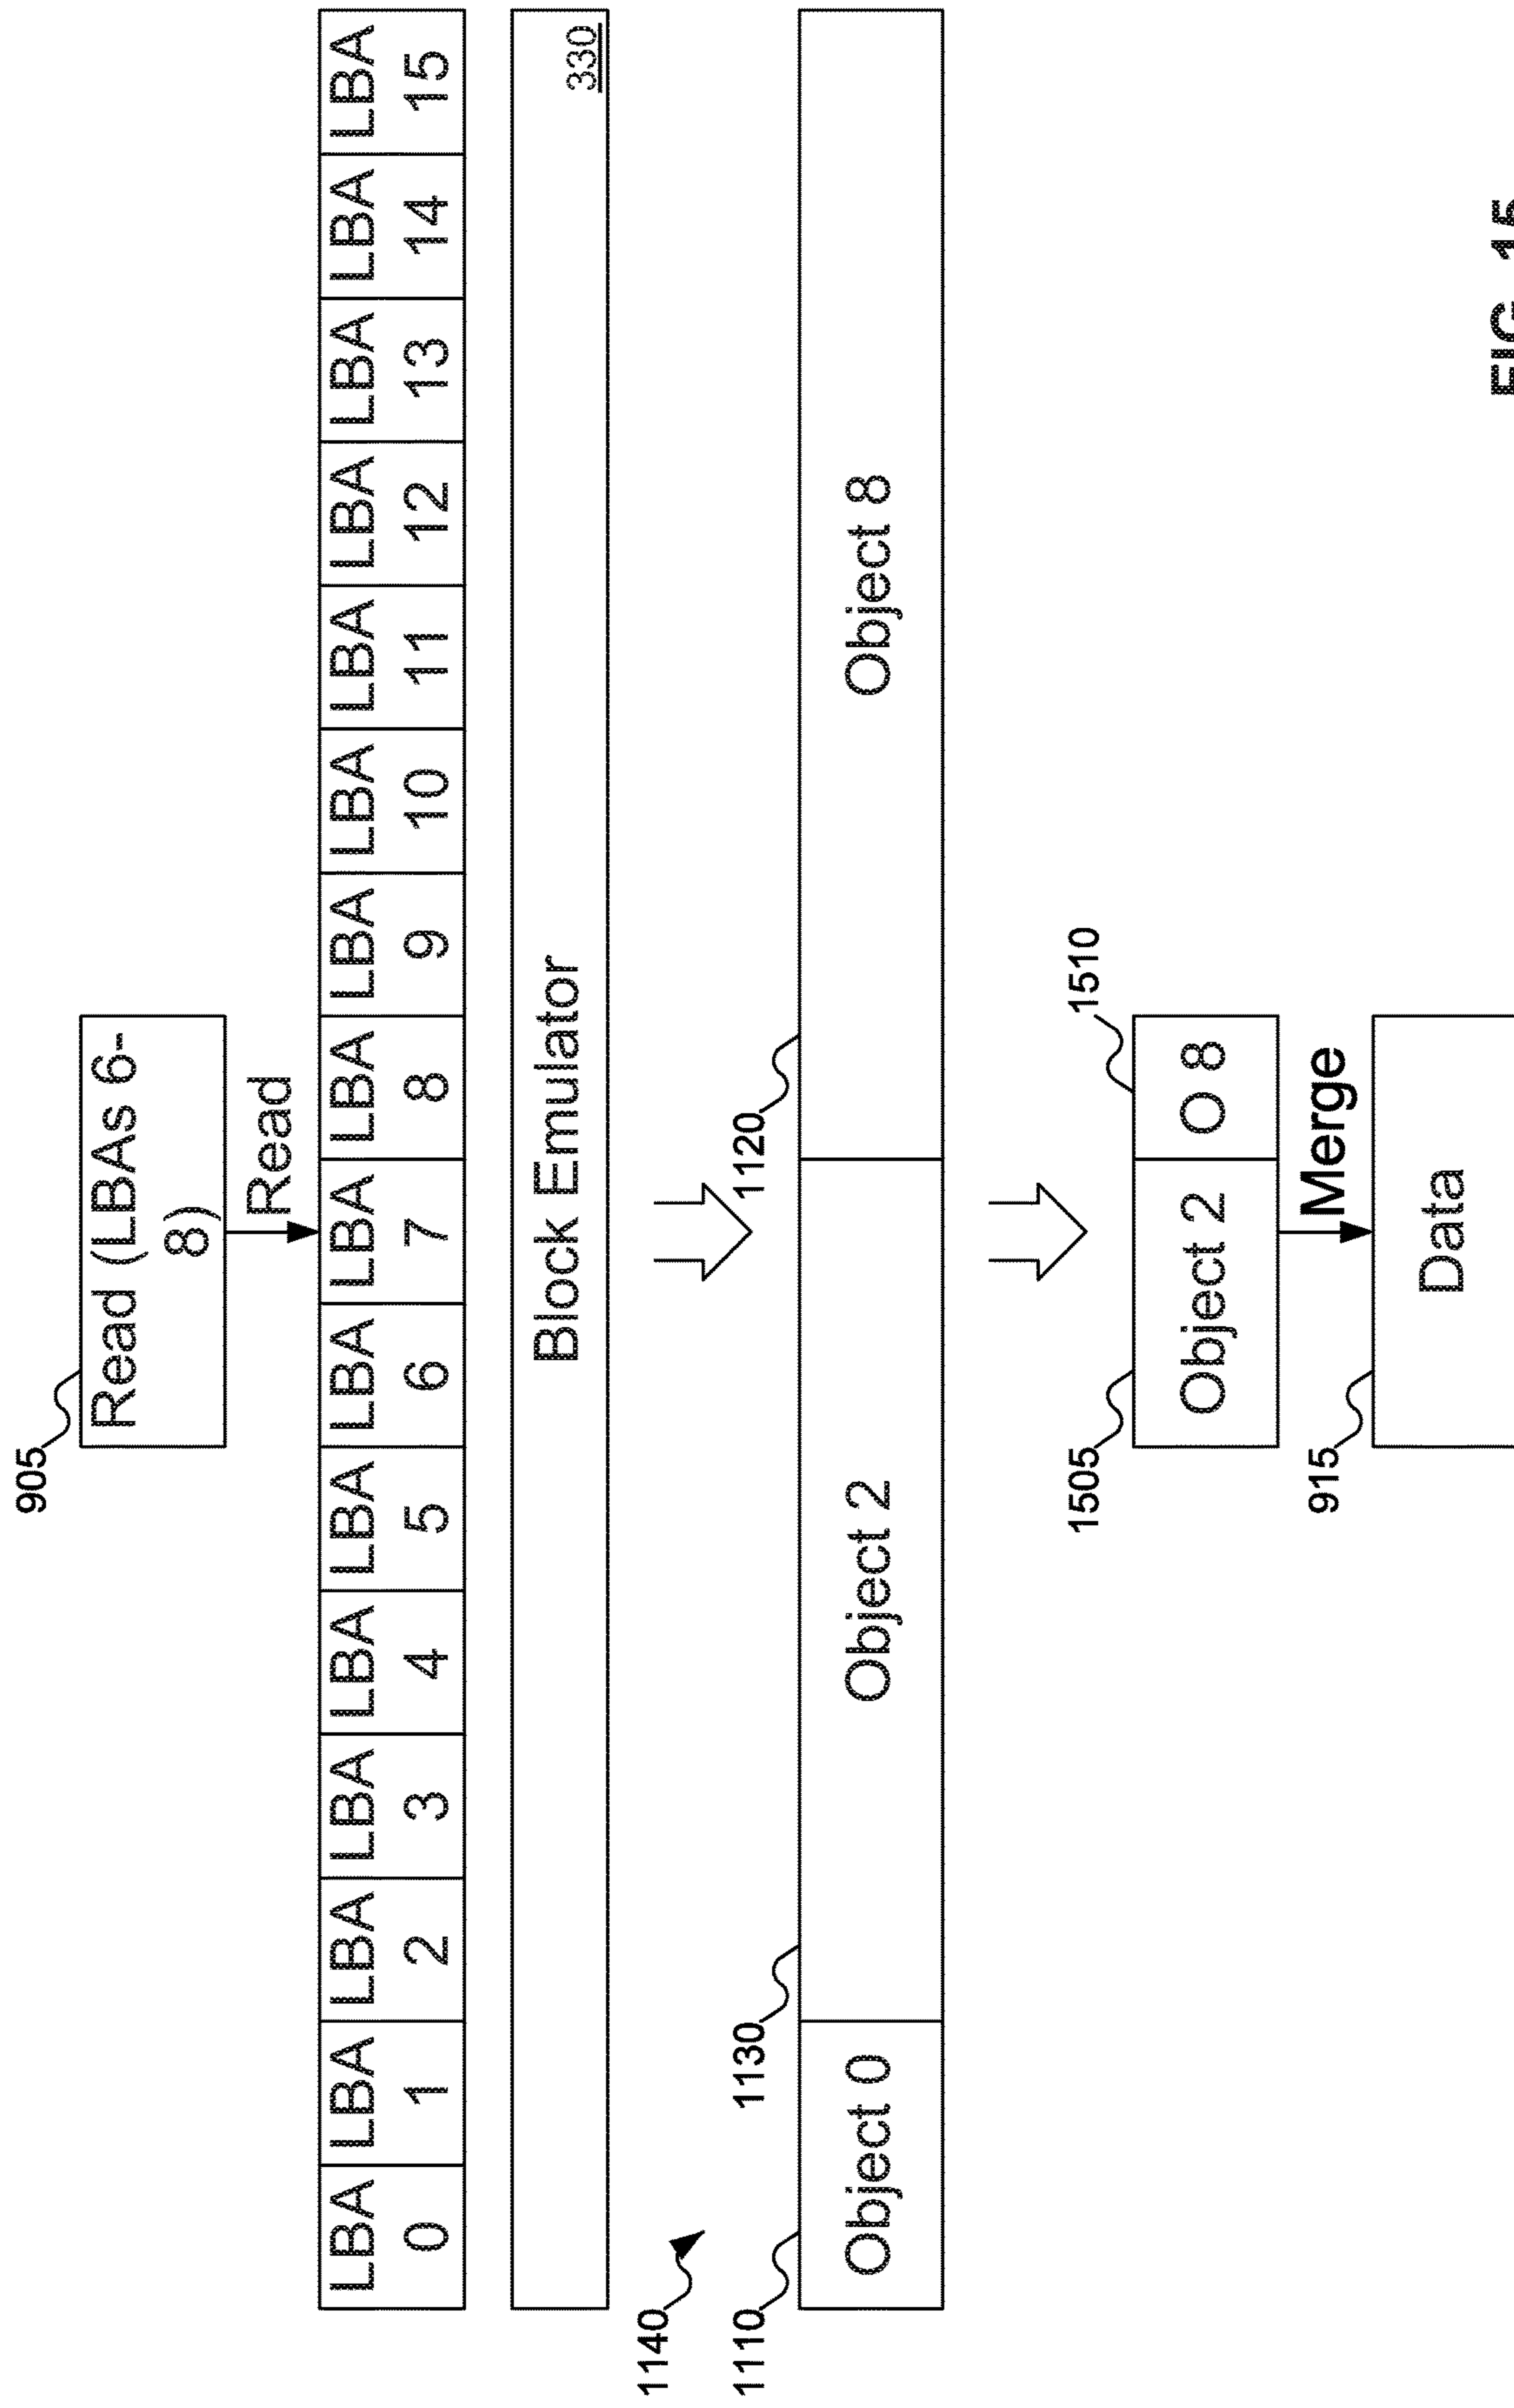 905
Read (LBAs 6-
8)
Read
LBA
0
LBA
1
LBA
2
LBA
3
LBA
4
LBA
5
LBA
6
LBA
7
LBA
8
LBA
9
LBA
10
LBA
11
LBA
12
LBA
13
LBA
14
LBA
15
Block Emulator
330
1140
1110
1130
1120
Object 0
Object 2
Object 8
1505
1510
Object 2
O 8
Merge
915
Data
FIG. 15